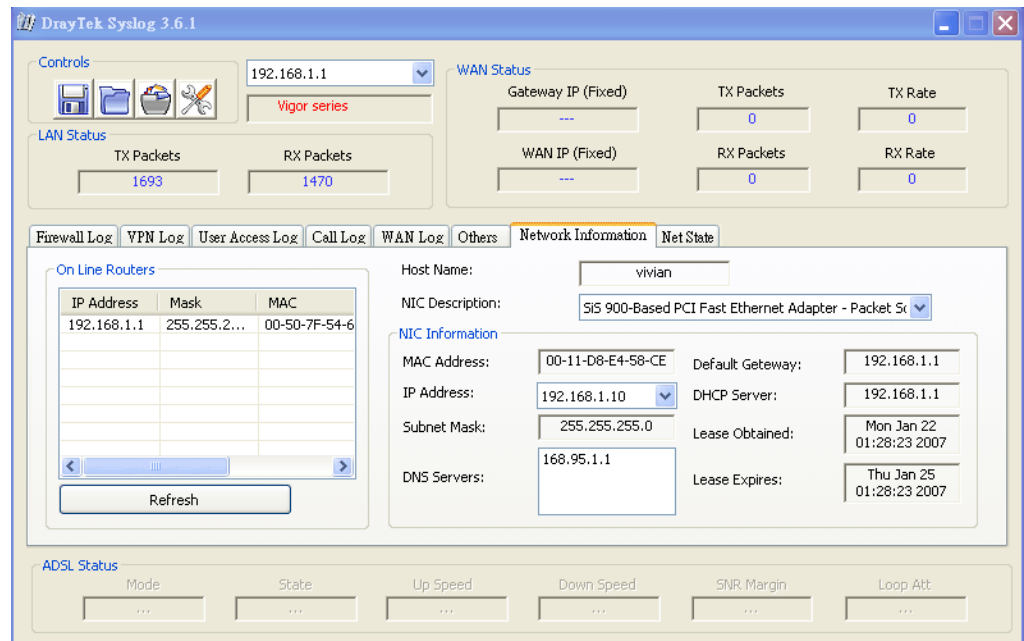 DrayTek Syslog 3.6.1
Controls
192.168.1.1
Vigor series
WAN Status
Gateway IP (Fixed)
TX Packets
TX Rate
---
0
0
WAN IP (Fixed)
RX Packets
RX Rate
---
0
0
LAN Status
TX Packets
RX Packets
1693
1470
Firewall Log
VPN Log
User Access Log
Call Log
WAN Log
Others
Network Information
Net State
On Line Routers
IP Address
Mask
MAC
192.168.1.1
255.255.2...
00-50-7F-54-6
Refresh
Host Name:
vivian
NIC Description:
SiS 900-Based PCI Fast Ethernet Adapter - Packet Sc
NIC Information
MAC Address:
00-11-D8-E4-58-CE
Default Geteway:
192.168.1.1
IP Address:
192.168.1.10
DHCP Server:
192.168.1.1
Subnet Mask:
255.255.255.0
Lease Obtained:
Mon Jan 22
01:28:23 2007
DNS Servers:
168.95.1.1
Lease Expires:
Thu Jan 25
01:28:23 2007
ADSL Status
Mode
State
Up Speed
Down Speed
SNR Margin
Loop Att
...
...
...
...
...
...